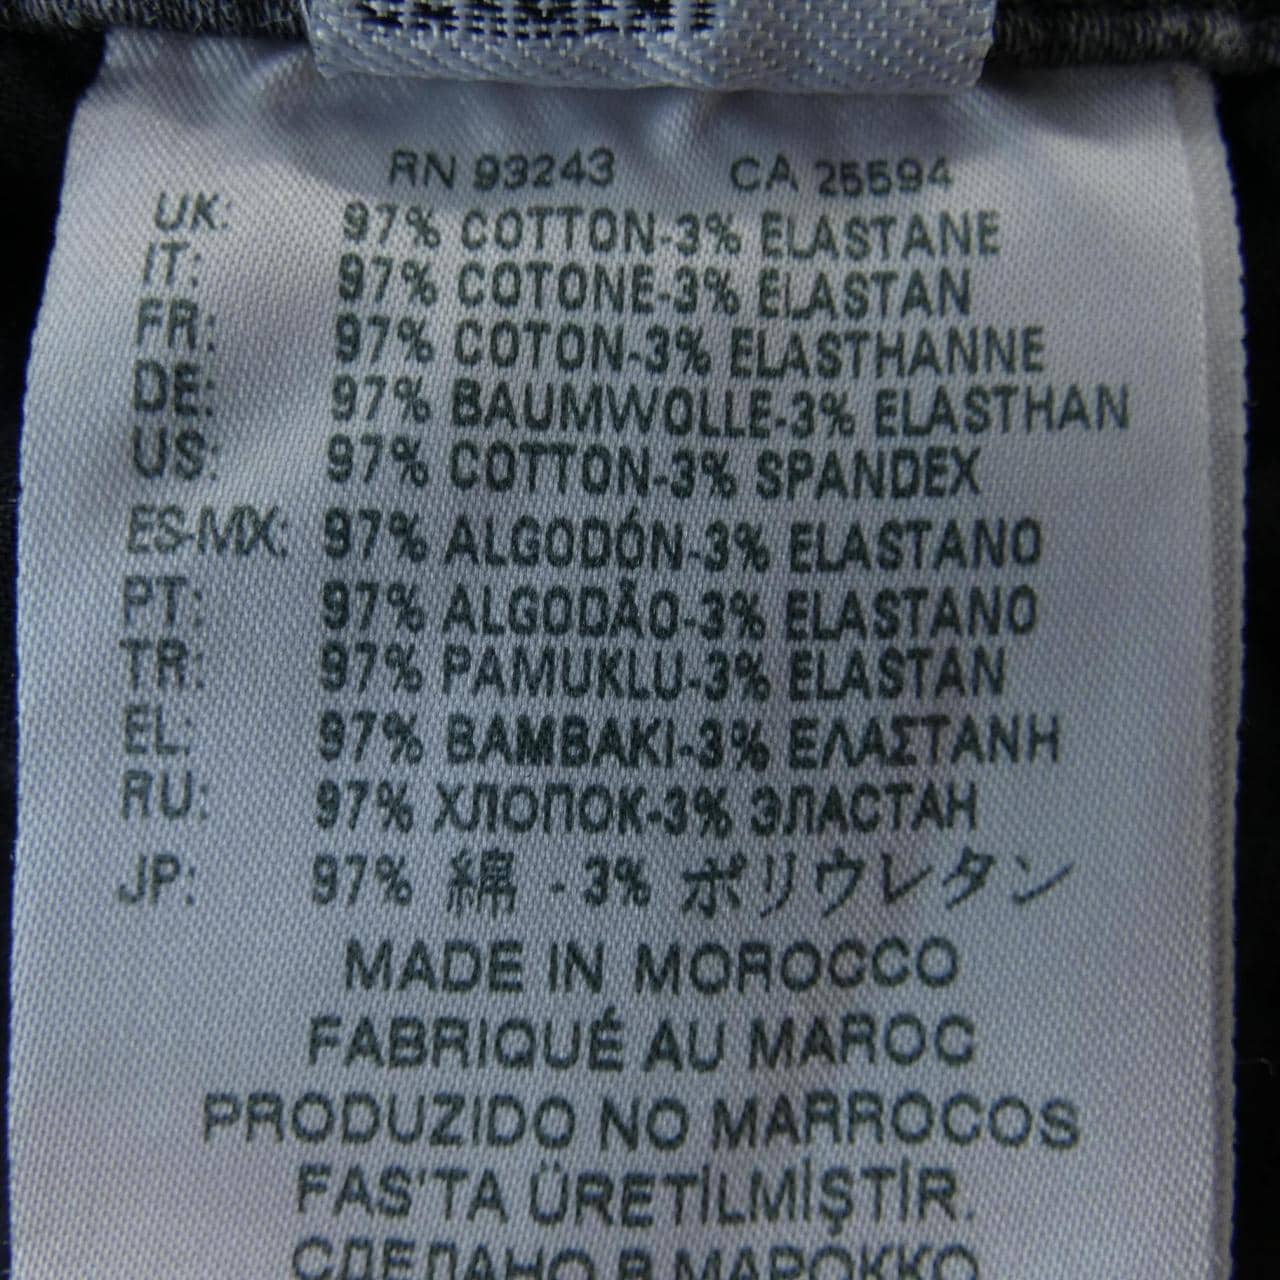 RN 93243 CA 25594
UK: 97% COTTON-3% ELASTANE
IT: 97% COTONE-3% ELASTAN
FR: 97% COTON-3% ELASTHANNE
DE: 97% BAUMWOLLE-3% ELASTHAN
US: 97% COTTON-3% SPANDEX
ES-MX: 97% ALGODÓN-3% ELASTANO
PT: 97% ALGODÃO-3% ELASTANO
TR: 97% PAMUKLU-3% ELASTAN
EL: 97% ΒΑΜΒΑΚΙ-3% ΕΛΑΣΤΑΝΗ
RU: 97% ХЛОПОК-3% ЭЛАСТАН
JP: 97% 綿 - 3% ポリウレタン
MADE IN MOROCCO
FABRIQUÉ AU MAROC
PRODUZIDO NO MARROCOS
FAS'TA ÜRETİLMİŞTİR.
СДЕЛАНО В МАРОККО